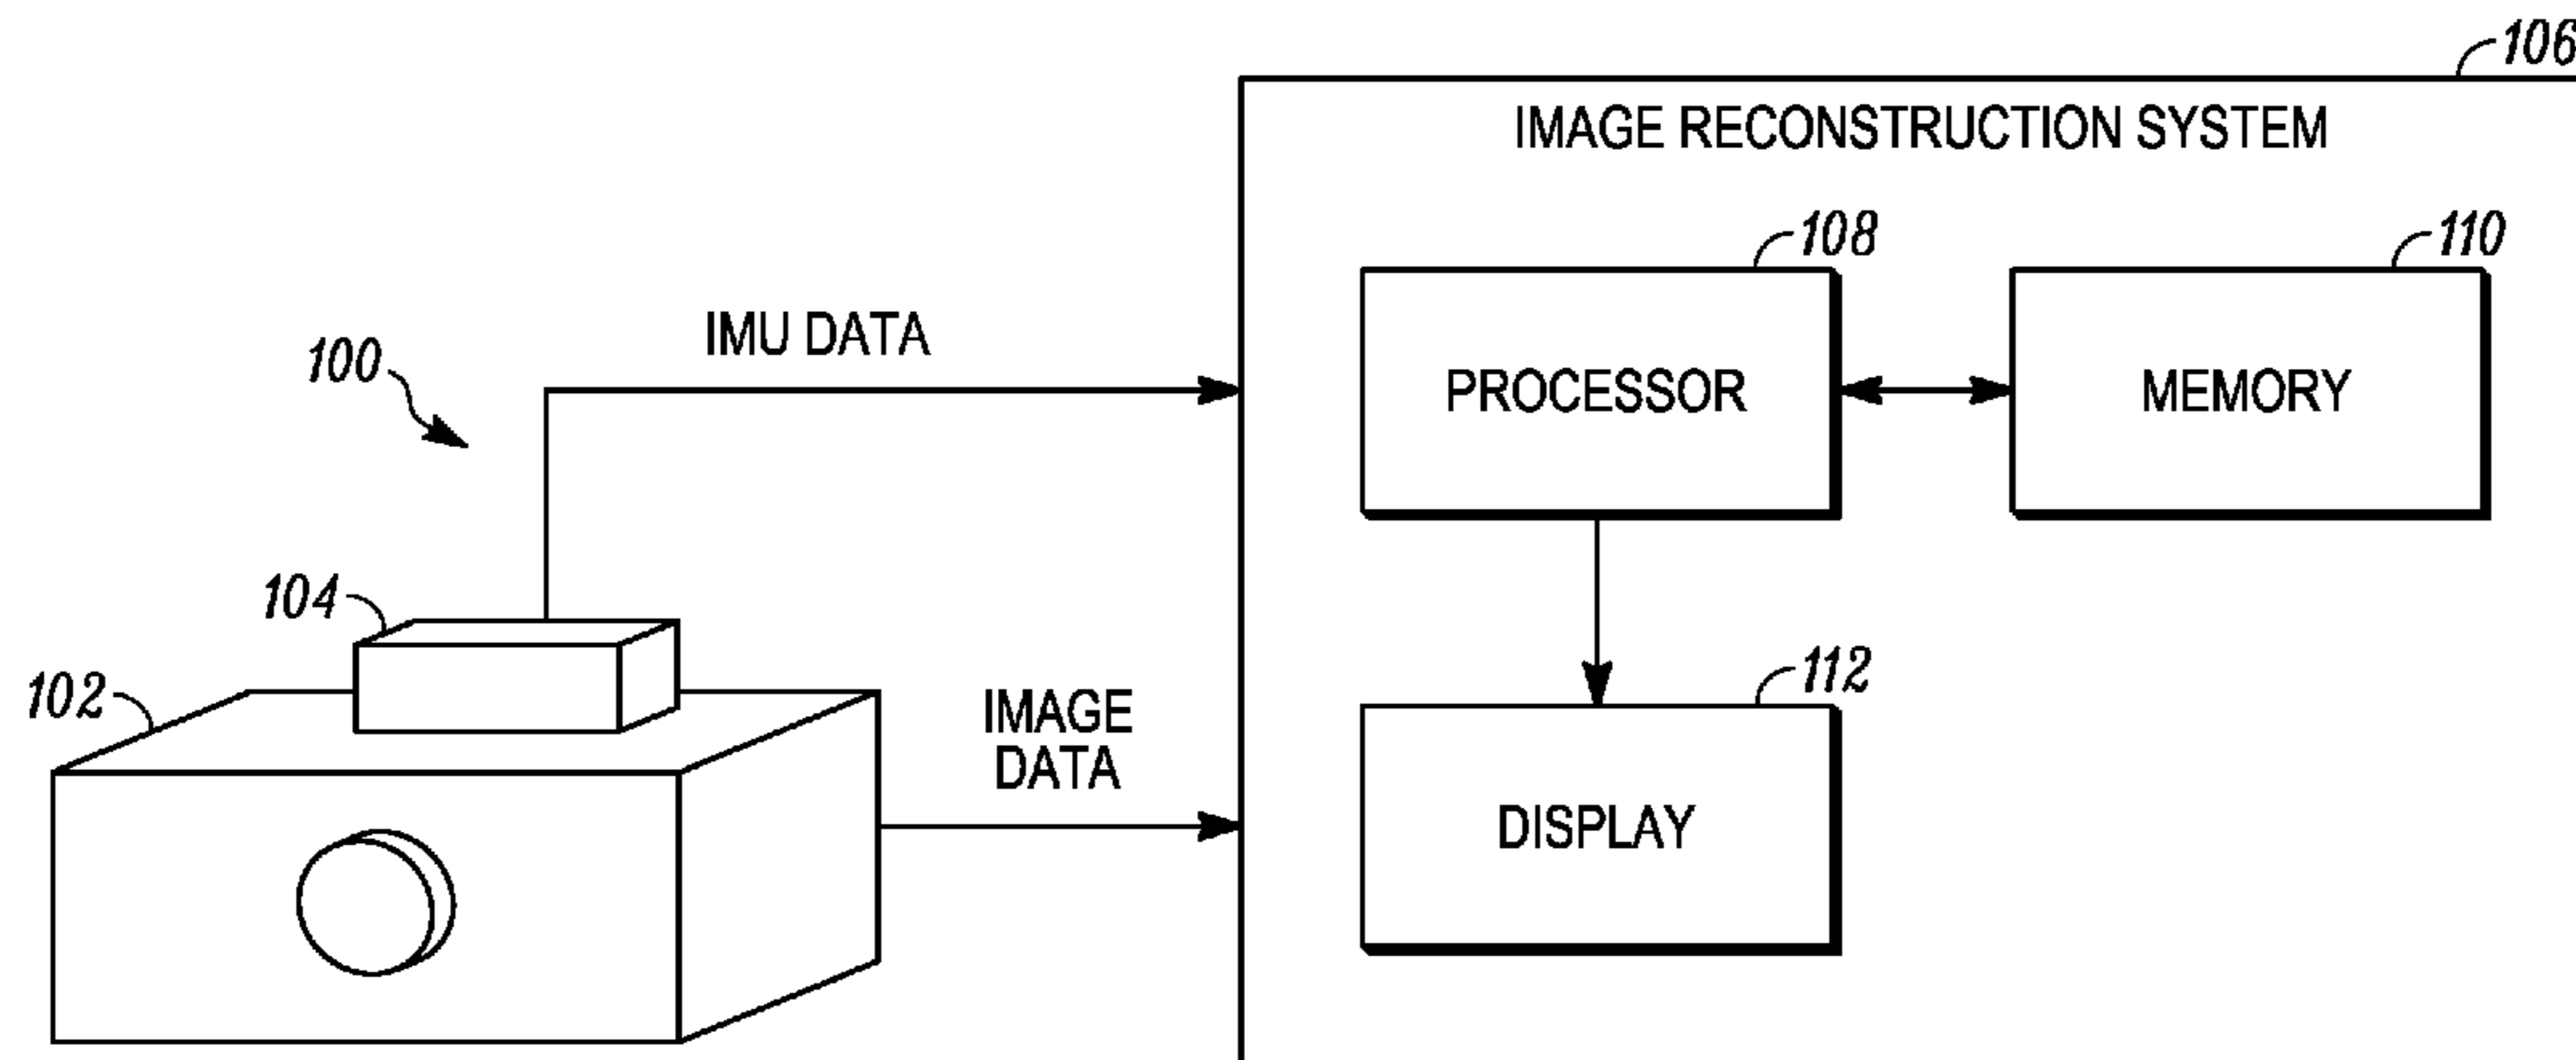 106
IMAGE RECONSTRUCTION SYSTEM
108
110
IMU DATA
100
PROCESSOR
MEMORY
104
102
IMAGE
DATA
112
DISPLAY